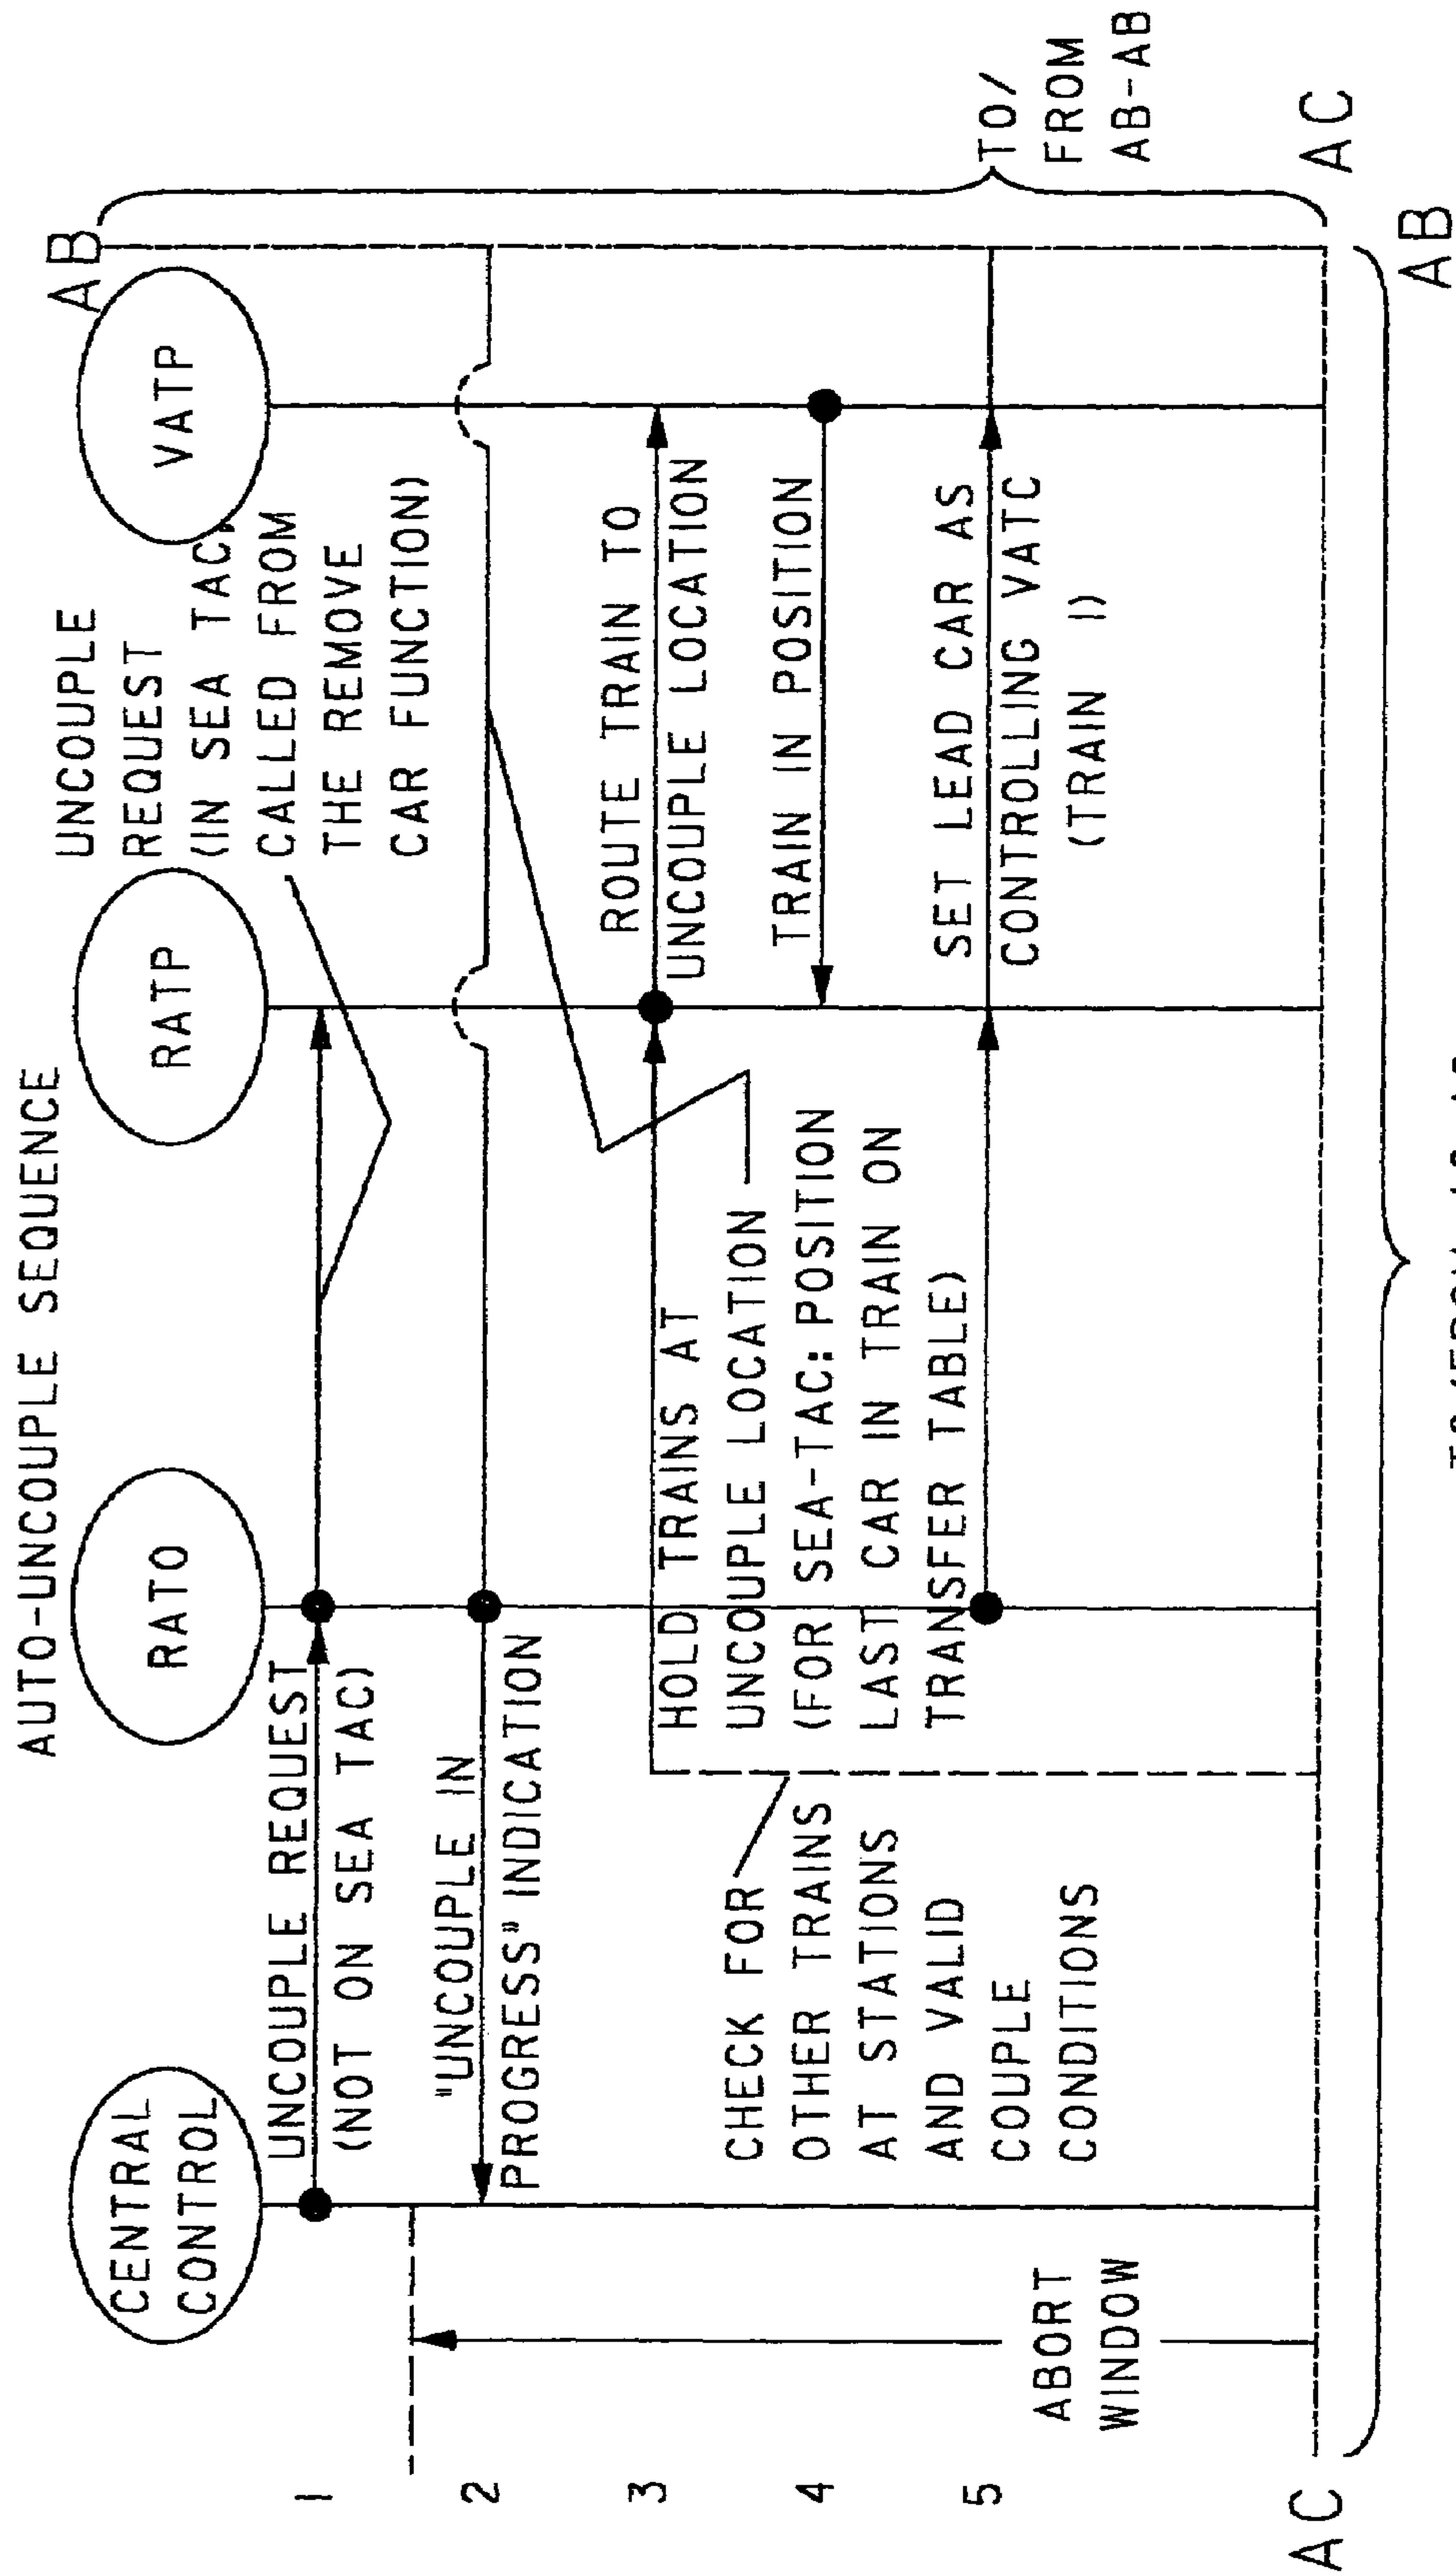 AUTO-UNCOUPLE SEQUENCE
CENTRAL
CONTROL
RATO
RATP
VATP
AB
UNCOUPLE
REQUEST
(IN SEA TAC,
CALLED FROM
THE REMOVE
CAR FUNCTION)
1
UNCOUPLE REQUEST
(NOT ON SEA TAC)
2
"UNCOUPLE IN
PROGRESS" INDICATION
3
HOLD TRAINS AT
UNCOUPLE LOCATION
(FOR SEA-TAC: POSITION
LAST CAR IN TRAIN ON
TRANSFER TABLE)
ROUTE TRAIN TO
UNCOUPLE LOCATION
CHECK FOR
OTHER TRAINS
AT STATIONS
AND VALID
COUPLE
CONDITIONS
4
TRAIN IN POSITION
5
SET LEAD CAR AS
CONTROLLING VATC
(TRAIN 1)
ABORT
WINDOW
TO/
FROM
AB-AB
AC
AC
AB